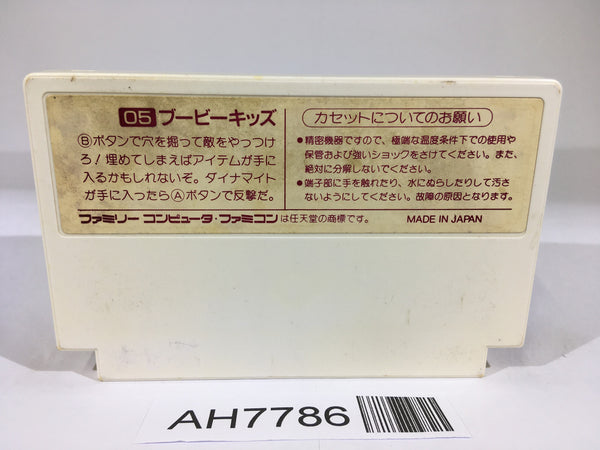 05 ブービーキッズ
Ⓑボタンで穴を掘って敵をやっつけ
ろ!埋めてしまえばアイテムが手に
入るかもしれないぞ。ダイナマイト
が手に入ったらⒶボタンで反撃だ。
カセットについてのお願い
●精密機器ですので、極端な温度条件下での使用や
保管および強いショックをさけてください。また、
絶対に分解しないでください。
●端子部に手を触れたり、水にぬらしたりして汚さ
ないようにしてください。故障の原因となります。
ファミリー コンピュータ・ファミコンは任天堂の商標です。
MADE IN JAPAN
AH7786